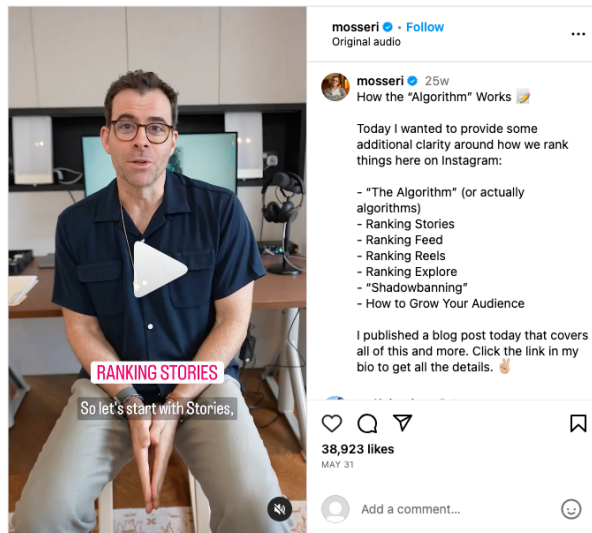 RANKING STORIES
So let's start with Stories,
mosseri • Follow
Original audio
mosseri 25w
How the “Algorithm” Works 📝
Today I wanted to provide some
additional clarity around how we rank
things here on Instagram:
- “The Algorithm” (or actually
algorithms)
- Ranking Stories
- Ranking Feed
- Ranking Reels
- Ranking Explore
- “Shadowbanning”
- How to Grow Your Audience
I published a blog post today that covers
all of this and more. Click the link in my
bio to get all the details. ✌🏼
38,923 likes
MAY 31
Add a comment...